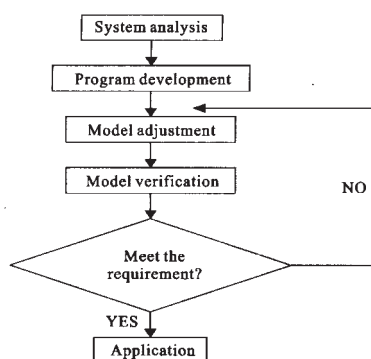 System analysis
Program development
Model adjustment
Model verification
NO
Meet the
requirement?
YES
Application